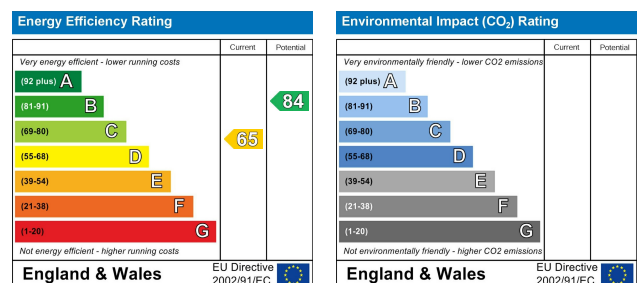 Energy Efficiency Rating
Current Potential
Very energy efficient - lower running costs
(92 plus) A
(81-91) B
84
(69-80) C
65
(55-68) D
(39-54) E
(21-38) F
(1-20) G
Not energy efficient - higher running costs
England & Wales
EU Directive
2002/91/EC
Environmental Impact (CO₂) Rating
Current Potential
Very environmentally friendly - lower CO2 emissions
(92 plus) A
(81-91) B
(69-80) C
(55-68) D
(39-54) E
(21-38) F
(1-20) G
Not environmentally friendly - higher CO2 emissions
England & Wales
EU Directive
2002/91/EC